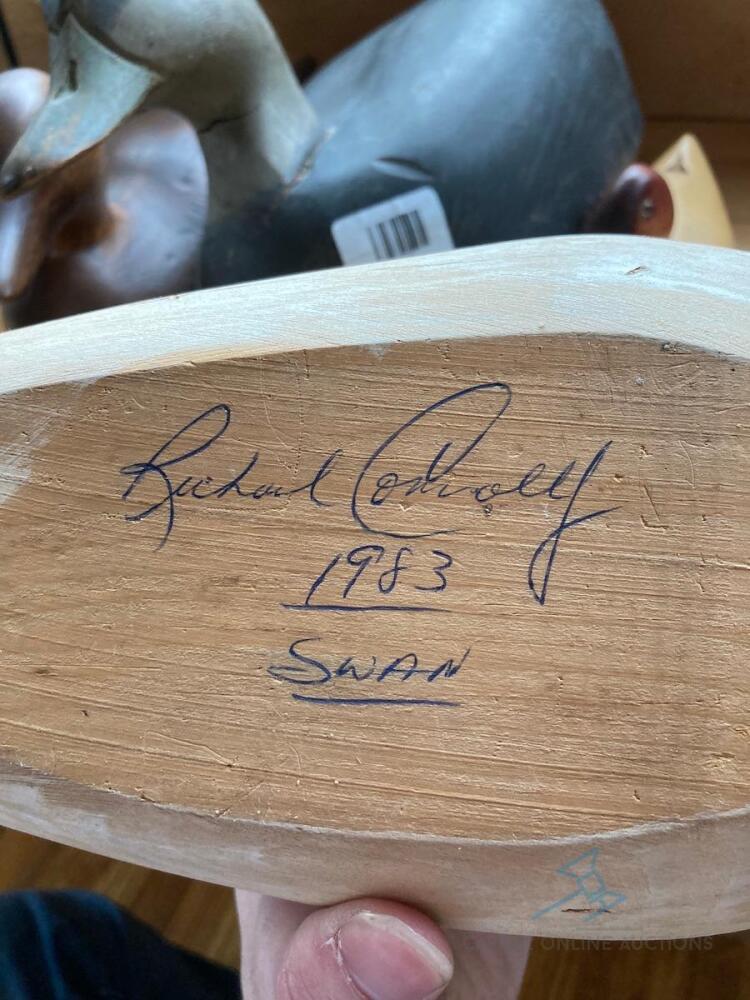 Richard Connolly
1983
SWAN
ONLINE AUCTIONS